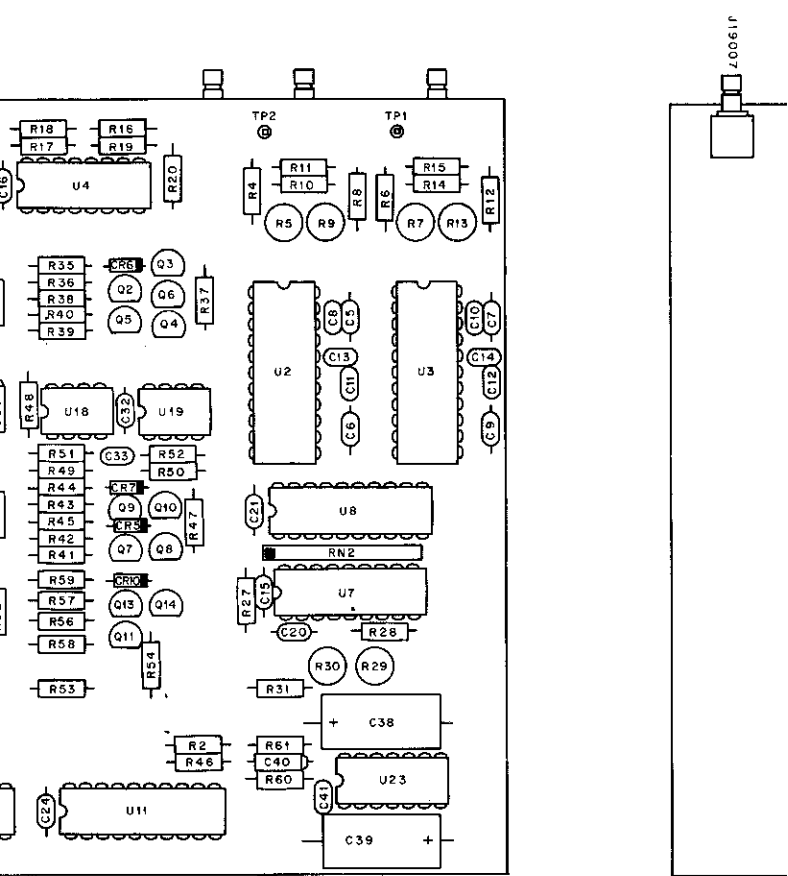 J19007
TP2 TP1
R18 R16
R17 R19
R11 R15
R10 R14
C16 U4 R20 R4 R8 R6 R12
R5 R9 R7 R13
R35 CR6 Q3
R36 Q2 Q6 R37
R38
R40 Q5 Q4
R39
C8 C5 C10 C7
C13 C14
U2 C11 U3 C12
C6 C9
R48 U18 C32 U19
R51 C33 R52
R49 R50
R44 CR7
R43 Q9 Q10 R47
R45 CR5
R42 Q7 Q8
R41
C21 U8
RN2
R59 CR10
R57 Q13 Q14 R27 C15 U7
R56
R58 Q11 C20 R28
R54 R30 R29
R53 R31
+ C38
R2 R61
R46 C40
R60 U23
C41
C24 U11
C39 +